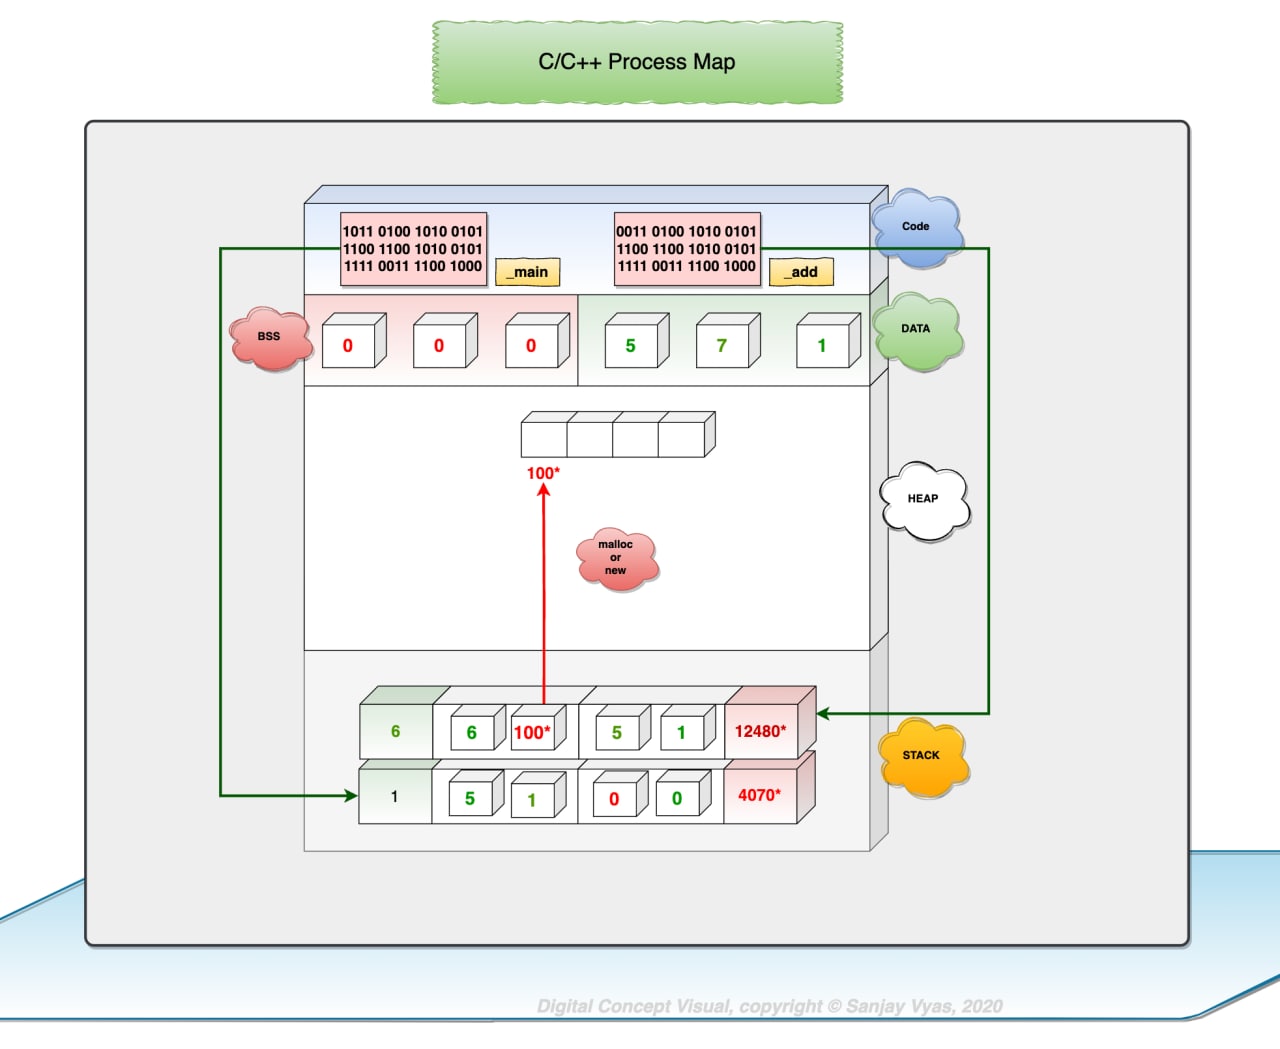 C/C++ Process Map
1011 0100 1010 0101
1100 1100 1010 0101
1111 0011 1100 1000
_main
0011 0100 1010 0101
1100 1100 1010 0101
1111 0011 1100 1000
_add
Code
BSS
0
0
0
5
7
1
DATA
100*
HEAP
malloc
or
new
6
6
100*
5
1
12480*
STACK
1
5
1
0
0
4070*
Digital Concept Visual, copyright © Sanjay Vyas, 2020